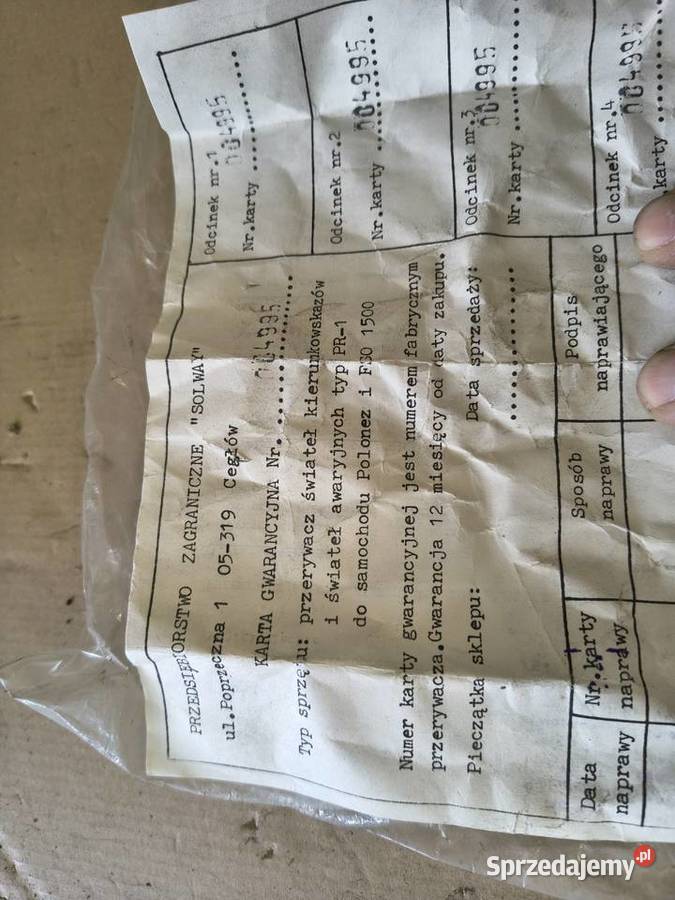 PRZEDSIĘBIORSTWO ZAGRANICZNE "SOLWAY"
ul.Poprzeczna 1 05-319 Cegłów
KARTA GWARANCYJNA Nr. 004995
Typ sprzętu: przerywacz świateł kierunkowskazów
i świateł awaryjnych typ PR-1
do samochodu Polonez i FSO 1500
Numer karty gwarancyjnej jest numerem fabrycznym
przerywacza.Gwarancja 12 miesięcy od daty zakupu.
Pieczątka sklepu: Data sprzedaży:
....................
Data naprawy
Nr.karty naprawy
Sposób naprawy
Podpis naprawiającego
Odcinek nr.1
Nr.karty 004995
Odcinek nr.2
Nr.karty 004995
Odcinek nr.3
Nr.karty 004995
Odcinek nr.4
Nr.karty 004995
Sprzedajemy.pl